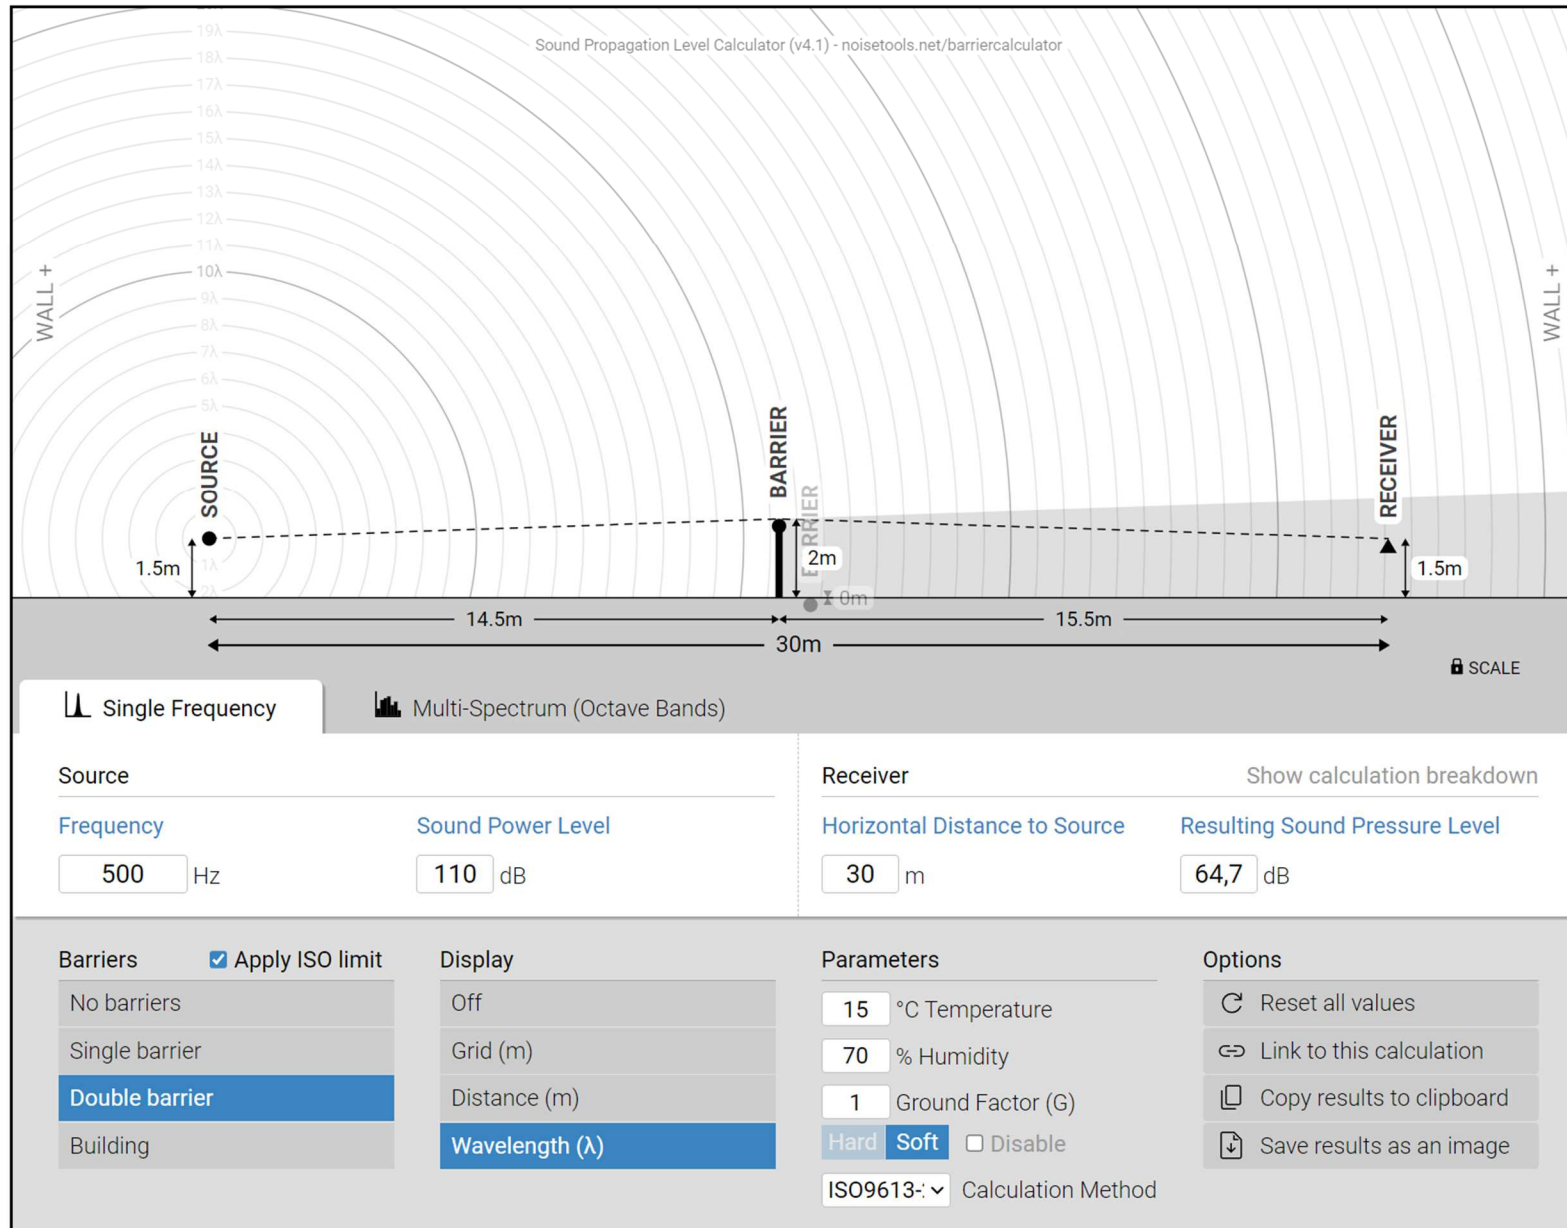 19λ
Sound Propagation Level Calculator (v4.1) - noisetools.net/barriercalculator
18λ
17λ
16λ
15λ
14λ
13λ
12λ
11λ
10λ
WALL +
WALL +
9λ
8λ
7λ
6λ
5λ
SOURCE
BARRIER
RECEIVER
1.5m
1λ
2m
1.5m
2λ
0m
14.5m
15.5m
30m
SCALE
Single Frequency
Multi-Spectrum (Octave Bands)
Source
Receiver
Show calculation breakdown
Frequency
Sound Power Level
Horizontal Distance to Source
Resulting Sound Pressure Level
500 Hz
110 dB
30 m
64,7 dB
Barriers
Apply ISO limit
Display
Parameters
Options
No barriers
Off
15 °C Temperature
Reset all values
Single barrier
Grid (m)
70 % Humidity
Link to this calculation
Double barrier
Distance (m)
1 Ground Factor (G)
Copy results to clipboard
Building
Wavelength (λ)
Hard Soft Disable
Save results as an image
ISO9613-: Calculation Method